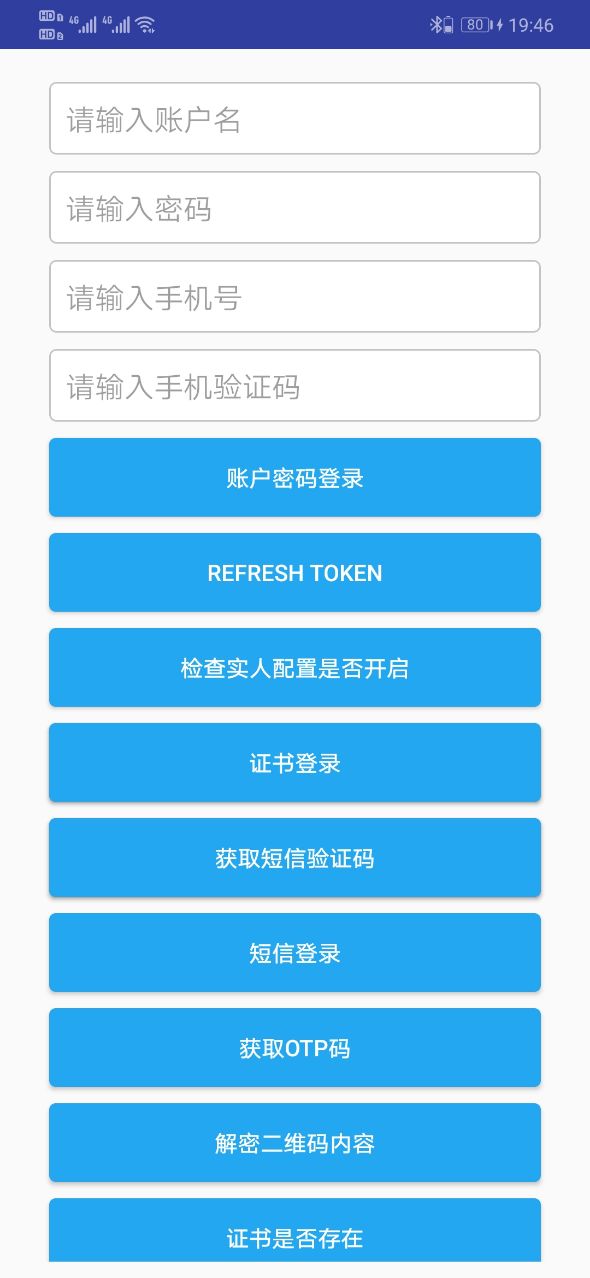 HD 1 4G 4G 80 19:46
HD 2
请输入账户名
请输入密码
请输入手机号
请输入手机验证码
账户密码登录
REFRESH TOKEN
检查实人配置是否开启
证书登录
获取短信验证码
短信登录
获取OTP码
解密二维码内容
证书是否存在